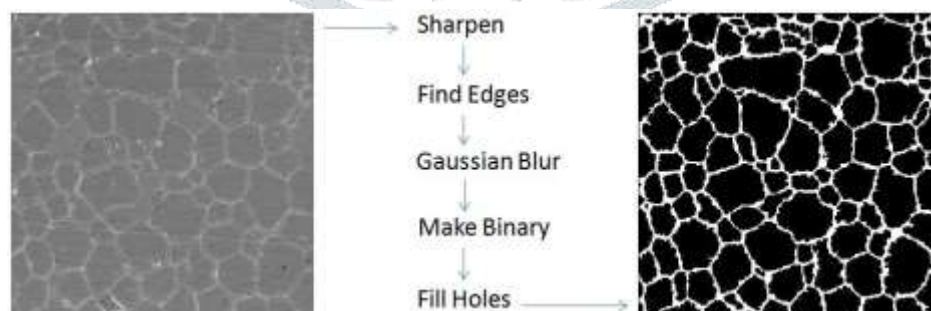 Sharpen
Find Edges
Gaussian Blur
Make Binary
Fill Holes